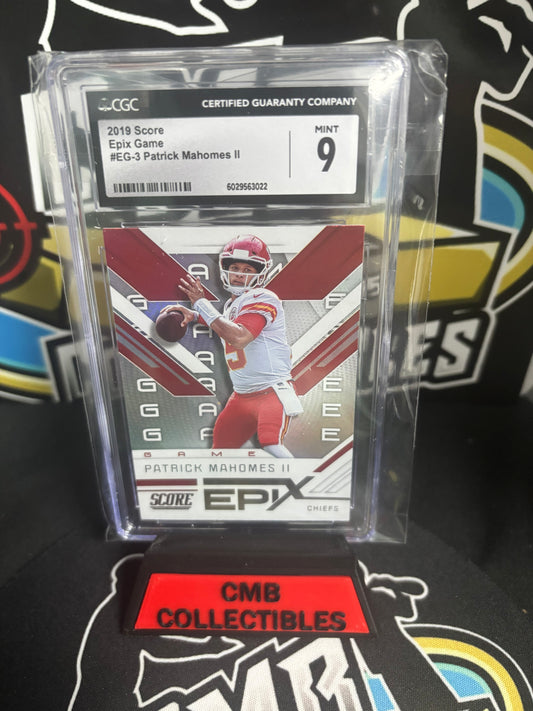 CGC
CERTIFIED GUARANTY COMPANY
2019 Score
Epix Game
#EG-3 Patrick Mahomes II
MINT
9
6029563022
G A M E
G A E
G A E
G A E
G A E
GAME
PATRICK MAHOMES II
SCORE
EPIX
CHIEFS
CMB
COLLECTIBLES